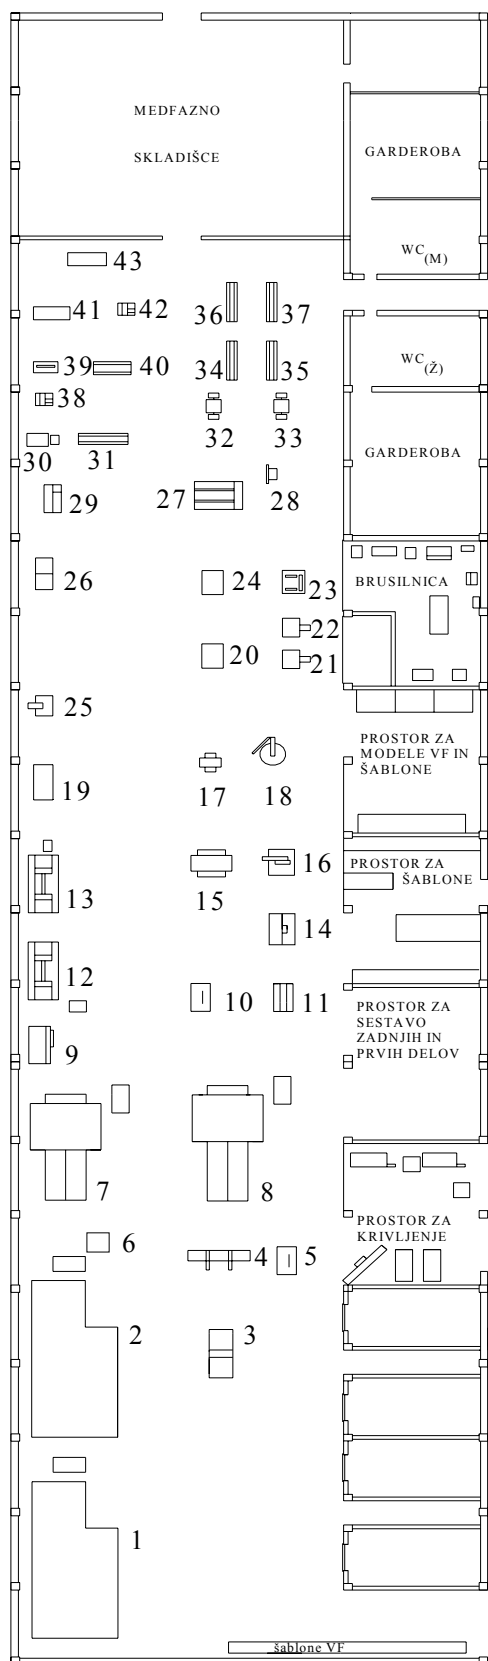 MEDFAZNO
SKLADIŠCE
GARDEROBA
WC (M)
43
41
42
36
37
39
40
34
35
WC (Ž)
38
32
33
30
31
GARDEROBA
29
27
28
26
24
23
BRUSILNICA
22
20
21
25
PROSTOR ZA
MODELE VF IN
ŠABLONE
19
17
18
13
15
16
PROSTOR ZA
ŠABLONE
14
12
10
11
PROSTOR ZA
SESTAVO
ZADNJIH IN
PRVIH DELOV
9
7
8
PROSTOR ZA
KRIVLJENJE
6
4
5
2
3
1
šablone VF